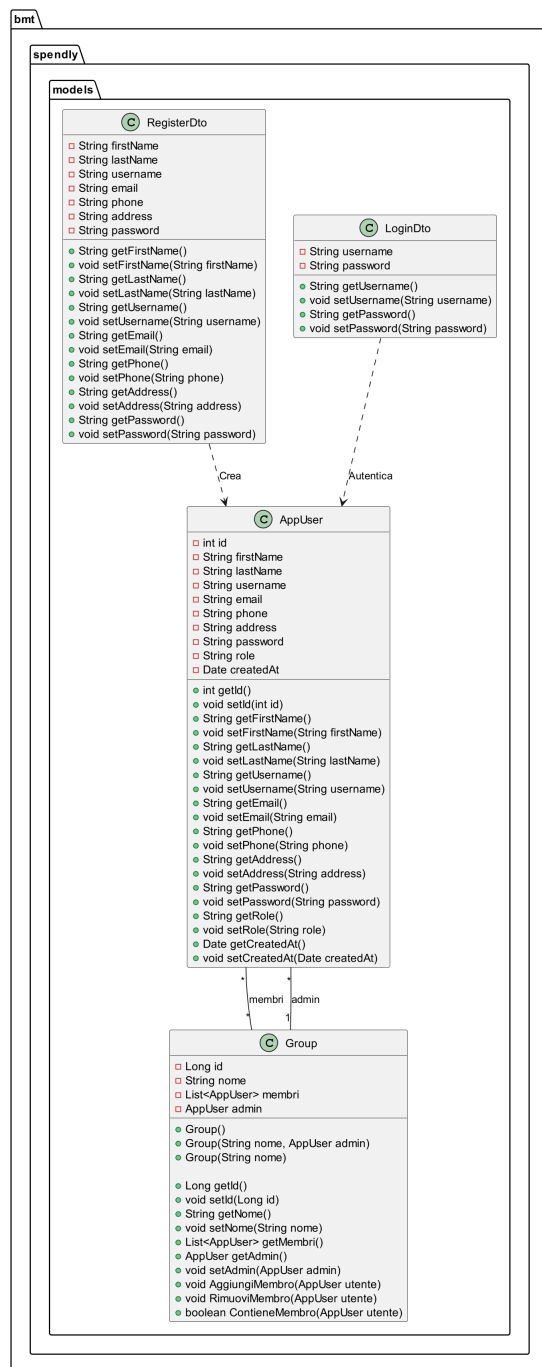 bmt
spendly
models
C RegisterDto
String firstName
String lastName
String username
String email
String phone
String address
String password
String getFirstName()
void setFirstName(String firstName)
String getLastName()
void setLastName(String lastName)
String getUsername()
void setUsername(String username)
String getEmail()
void setEmail(String email)
String getPhone()
void setPhone(String phone)
String getAddress()
void setAddress(String address)
String getPassword()
void setPassword(String password)
C LoginDto
String username
String password
String getUsername()
void setUsername(String username)
String getPassword()
void setPassword(String password)
Crea
Autentica
C AppUser
int id
String firstName
String lastName
String username
String email
String phone
String address
String password
String role
Date createdAt
int getId()
void setId(int id)
String getFirstName()
void setFirstName(String firstName)
String getLastName()
void setLastName(String lastName)
String getUsername()
void setUsername(String username)
String getEmail()
void setEmail(String email)
String getPhone()
void setPhone(String phone)
String getAddress()
void setAddress(String address)
String getPassword()
void setPassword(String password)
String getRole()
void setRole(String role)
Date getCreatedAt()
void setCreatedAt(Date createdAt)
* *
membri admin
* 1
C Group
Long id
String nome
List<AppUser> membri
AppUser admin
Group()
Group(String nome, AppUser admin)
Group(String nome)
Long getId()
void setId(Long id)
String getNome()
void setNome(String nome)
List<AppUser> getMembri()
AppUser getAdmin()
void setAdmin(AppUser admin)
void AggiungiMembro(AppUser utente)
void RimuoviMembro(AppUser utente)
boolean ContieneMembro(AppUser utente)